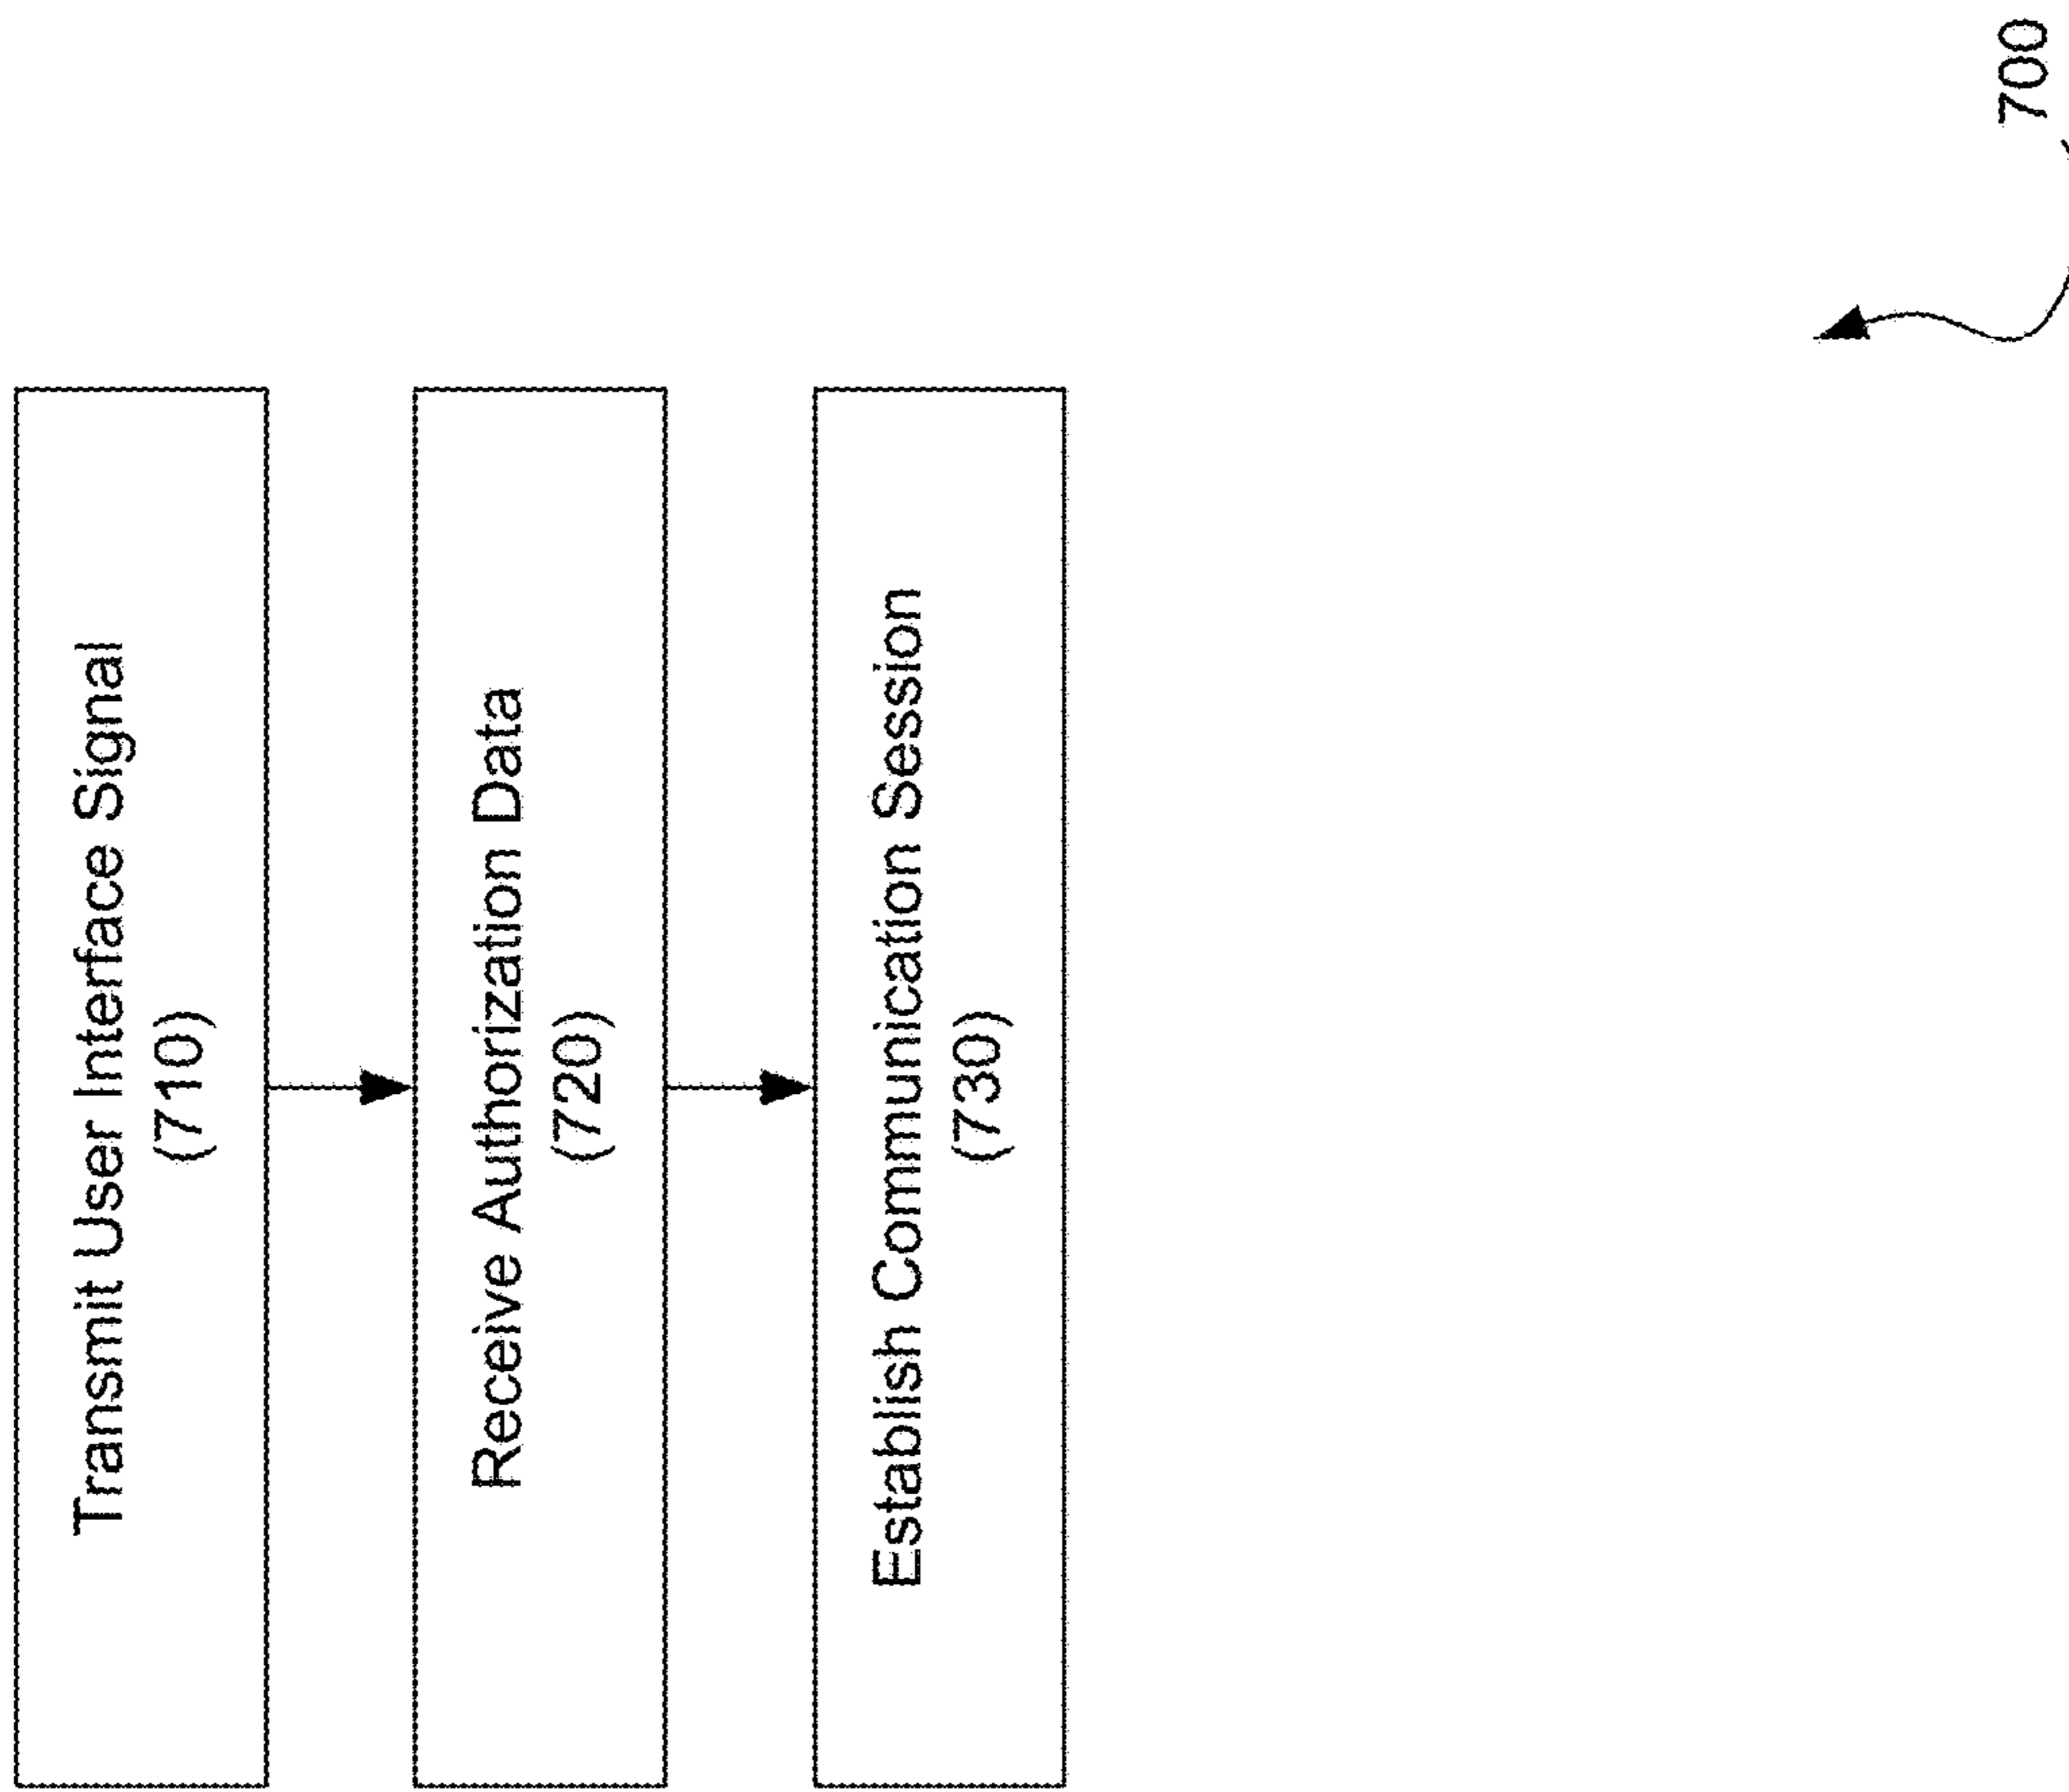 Transmit User Interface Signal
(710)
Receive Authorization Data
(720)
Establish Communication Session
(730)
700